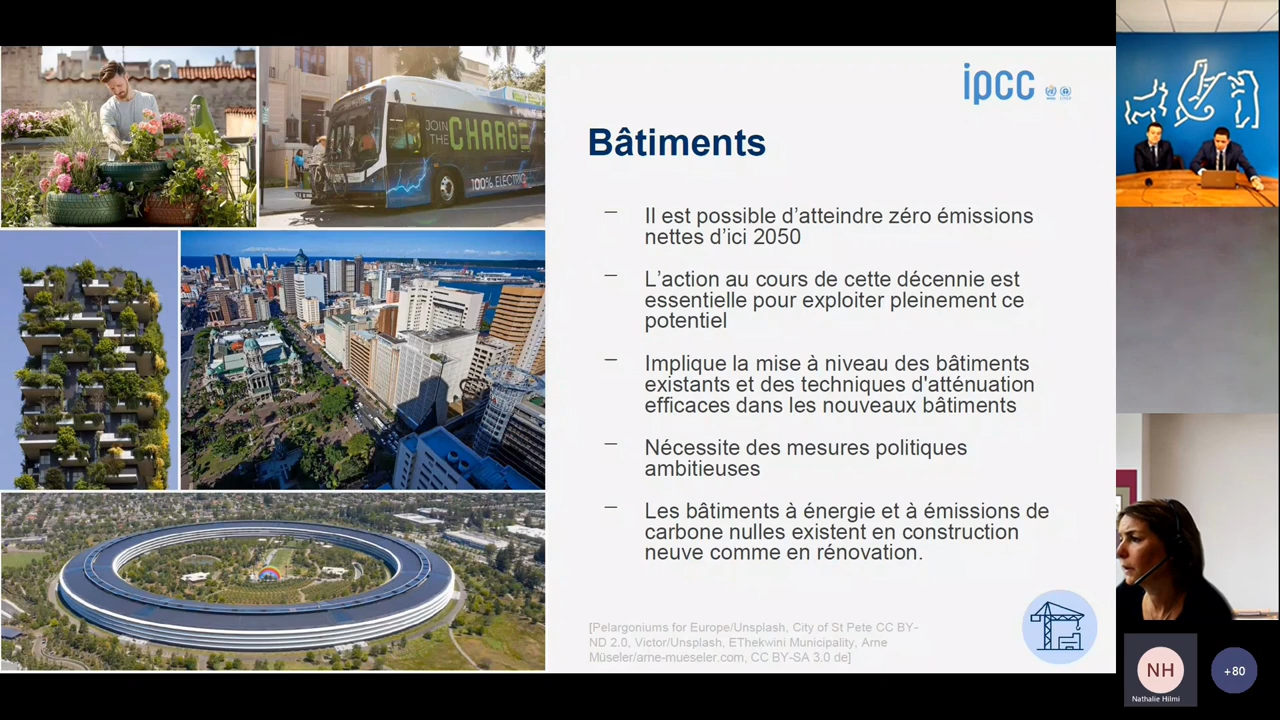 JOIN
THE CHARGE
100% ELECTRIC
ipcc
Bâtiments
– Il est possible d’atteindre zéro émissions
nettes d’ici 2050
– L’action au cours de cette décennie est
essentielle pour exploiter pleinement ce
potentiel
– Implique la mise à niveau des bâtiments
existants et des techniques d'atténuation
efficaces dans les nouveaux bâtiments
– Nécessite des mesures politiques
ambitieuses
– Les bâtiments à énergie et à émissions de
carbone nulles existent en construction
neuve comme en rénovation.
[Pelargoniums for Europe/Unsplash, City of St Pete CC BY-
ND 2.0, Victor/Unsplash, EThekwini Municipality, Arne
Müseler/arne-mueseler.com, CC BY-SA 3.0 de]
NH
Nathalie Hilmi
+80